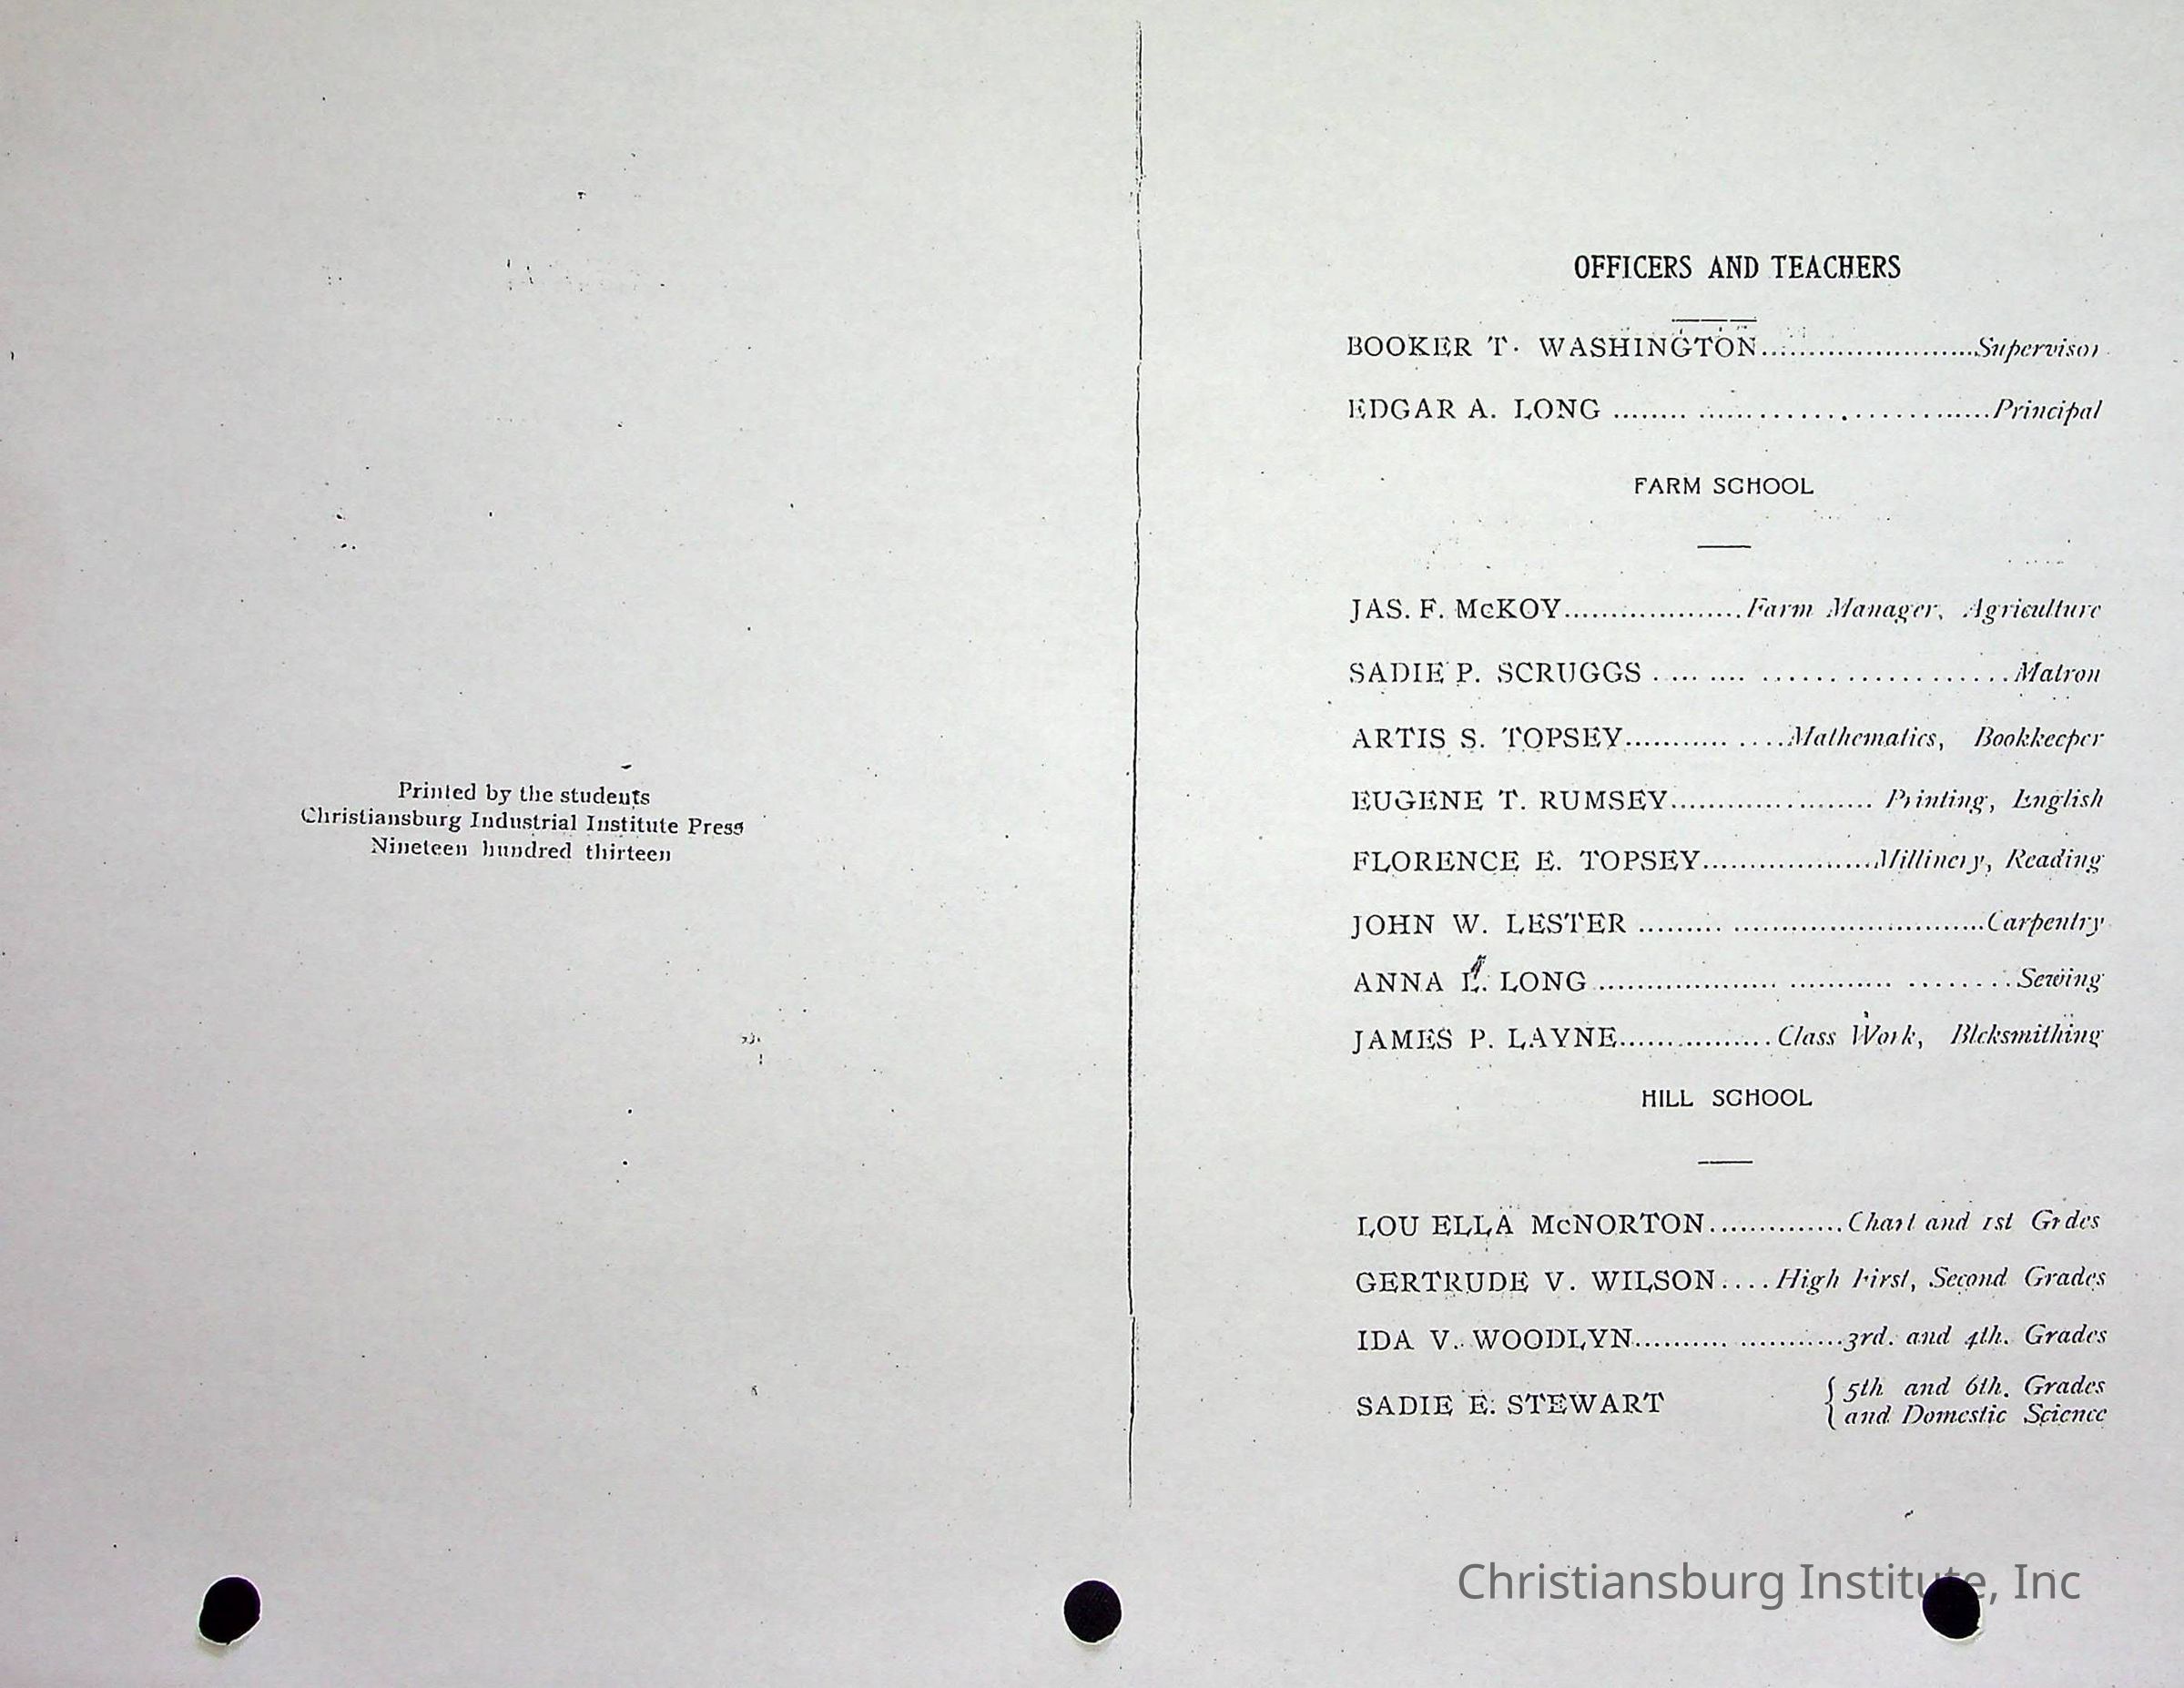 Printed by the students
Christiansburg Industrial Institute Press
Nineteen hundred thirteen
OFFICERS AND TEACHERS
BOOKER T. WASHINGTON..........................Supervisor
EDGAR A. LONG ........ ..............................Principal
FARM SCHOOL
JAS. F. McKOY....................Farm Manager, Agriculture
SADIE P. SCRUGGS ..... .... ...... ..................Matron
ARTIS S. TOPSEY........... ....Mathematics, Bookkeeper
EUGENE T. RUMSEY...................... Printing, English
FLORENCE E. TOPSEY..................Millinery, Reading
JOHN W. LESTER ......... ...........................Carpentry
ANNA LONG .................... ........... ........Sewing
JAMES P. LAYNE................Class Work, Blcksmithing
HILL SCHOOL
LOU ELLA McNORTON..............Chart and 1st Grdes
GERTRUDE V. WILSON....High First, Second Grades
IDA V. WOODLYN.......... ...........3rd. and 4th. Grades
SADIE E. STEWART { 5th and 6th. Grades
and Domestic Science
Christiansburg Institute, Inc